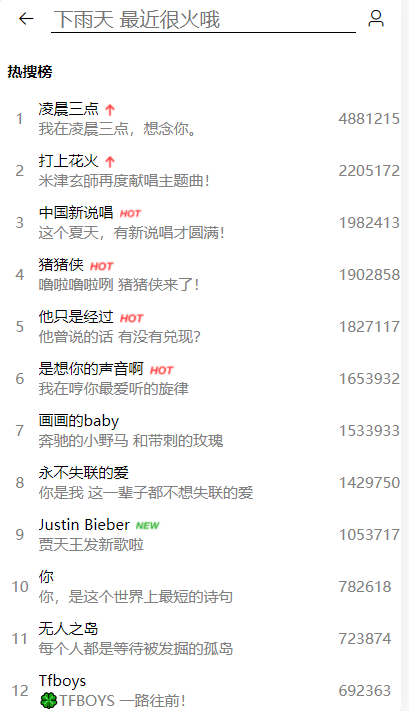 下雨天 最近很火哦
热搜榜
1 凌晨三点 4881215
我在凌晨三点，想念你。
2 打上花火 2205172
米津玄師再度献唱主题曲！
3 中国新说唱 HOT 1982413
这个夏天，有新说唱才圆满！
4 猪猪侠 HOT 1902858
噜啦噜啦咧 猪猪侠来了！
5 他只是经过 HOT 1827117
他曾说的话 有没有兑现？
6 是想你的声音啊 HOT 1653932
我在哼你最爱听的旋律
7 画画的baby 1533933
奔驰的小野马 和带刺的玫瑰
8 永不失联的爱 1429750
你是我 这一辈子都不想失联的爱
9 Justin Bieber NEW 1053717
贾天王发新歌啦
10 你 782618
你，是这个世界上最短的诗句
11 无人之岛 723874
每个人都是等待被发掘的孤岛
12 Tfboys 692363
🍀TFBOYS 一路往前！